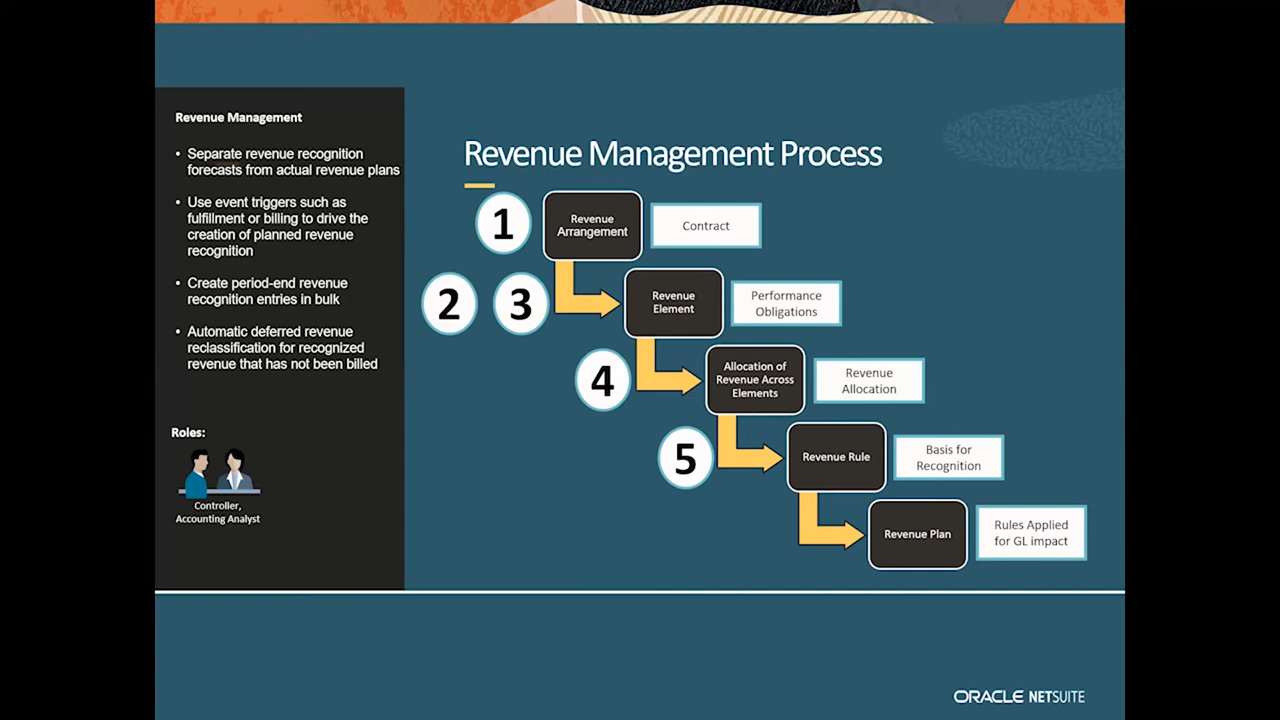 Revenue Management
• Separate revenue recognition
forecasts from actual revenue plans
• Use event triggers such as
fulfillment or billing to drive the
creation of planned revenue
recognition
• Create period-end revenue
recognition entries in bulk
• Automatic deferred revenue
reclassification for recognized
revenue that has not been billed
Roles:
Controller,
Accounting Analyst
Revenue Management Process
1
Revenue
Arrangement
Contract
2
3
Revenue
Element
Performance
Obligations
4
Allocation of
Revenue Across
Elements
Revenue
Allocation
5
Revenue Rule
Basis for
Recognition
Revenue Plan
Rules Applied
for GL impact
ORACLE NETSUITE